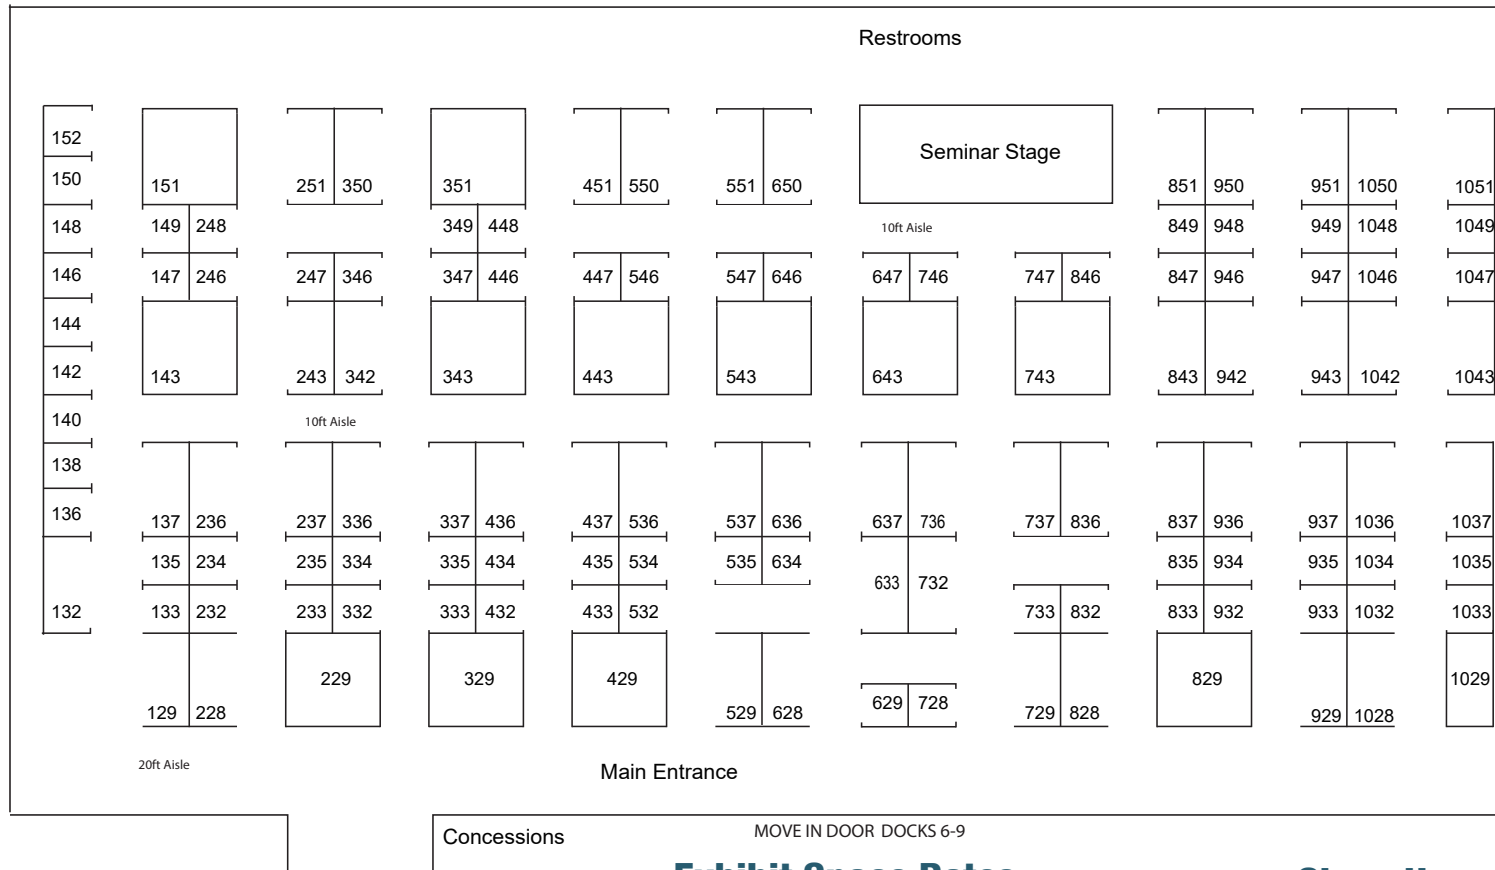 Restrooms
152
Seminar Stage
150
151 251 350 351 451 550 551 650 851 950 951 1050 1051
148 149 248 349 448 10ft Aisle 849 948 949 1048 1049
146 147 246 247 346 347 446 447 546 547 646 647 746 747 846 847 946 947 1046 1047
144
142 143 243 342 343 443 543 643 743 843 942 943 1042 1043
140 10ft Aisle
138
136 137 236 237 336 337 436 437 536 537 636 637 736 737 836 837 936 937 1036 1037
135 234 235 334 335 434 435 534 535 634 835 934 935 1034 1035
633 732
132 133 232 233 332 333 432 433 532 733 832 833 932 933 1032 1033
229 329 429 829 1029
629 728
129 228 529 628 729 828 929 1028
20ft Aisle
Main Entrance
Concessions MOVE IN DOOR DOCKS 6-9
Exhibit Space Rates